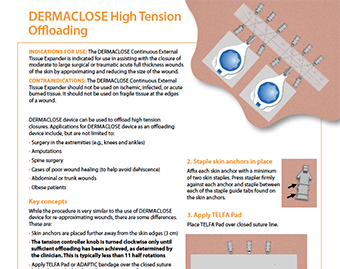 DERMACLOSE High Tension
Offloading
INDICATIONS FOR USE: The DERMACLOSE Continuous External
Tissue Expander is indicated for use in assisting with the closure of
moderate to large surgical or traumatic acute full thickness wounds
of the skin by approximating and reducing the size of the wound.
CONTRAINDICATIONS: The DERMACLOSE Continuous External
Tissue Expander should not be used on ischemic, infected, or acute
burned tissue. It should not be used on fragile tissue at the edges
of a wound.
DERMACLOSE device can be used to offload high tension
closures. Applications for DERMACLOSE device as an offloading
device include, but are not limited to:
· Surgery in the extremities (e.g., knees and ankles)
· Amputations
· Spine surgery
· Cases of poor wound healing (to help avoid dehiscence)
· Abdominal or trunk wounds
· Obese patients
Key concepts
While the procedure is very similar to the use of DERMACLOSE
device for re-approximating wounds, there are some differences.
These are:
· Skin anchors are placed further away from the skin edges (3 cm)
· The tension controller knob is turned clockwise only until
sufficient offloading has been achieved, as determined by
the clinician. This is typically less than 11 half rotations
· Apply TELFA Pad or ADAPTIC bandage over the closed suture
2. Staple skin anchors in place
Affix each skin anchor with a minimum
of two skin staples. Press stapler firmly
against each anchor and staple between
each of the staple guide tabs found on
the skin anchors.
3. Apply TELFA Pad
Place TELFA Pad over closed suture line.